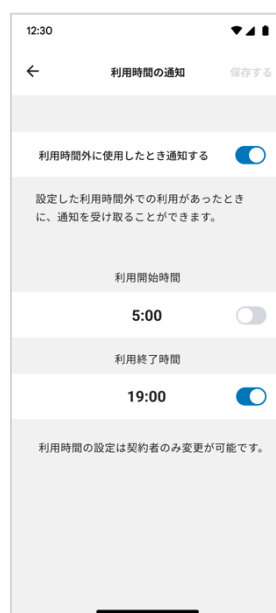 12:30
利用時間の通知 保存する
利用時間外に使用したとき通知する
設定した利用時間外での利用があったとき
に、通知を受け取ることができます。
利用開始時間
5:00
利用終了時間
19:00
利用時間の設定は契約者のみ変更が可能です。